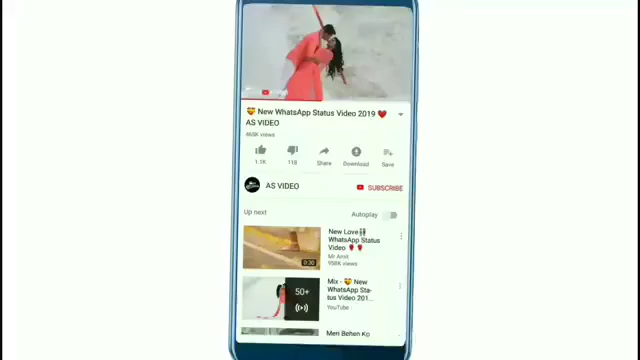 New WhatsApp Status Video 2019
AS VIDEO
1.1K
118
Share
Download
Save
AS VIDEO
SUBSCRIBE
Up next
Autoplay
New Love
WhatsApp Status
Video
Mr Amit
958K views
0:30
Mix - New
WhatsApp Sta-
tus Video 201...
YouTube
50+
Meri Behen Ko